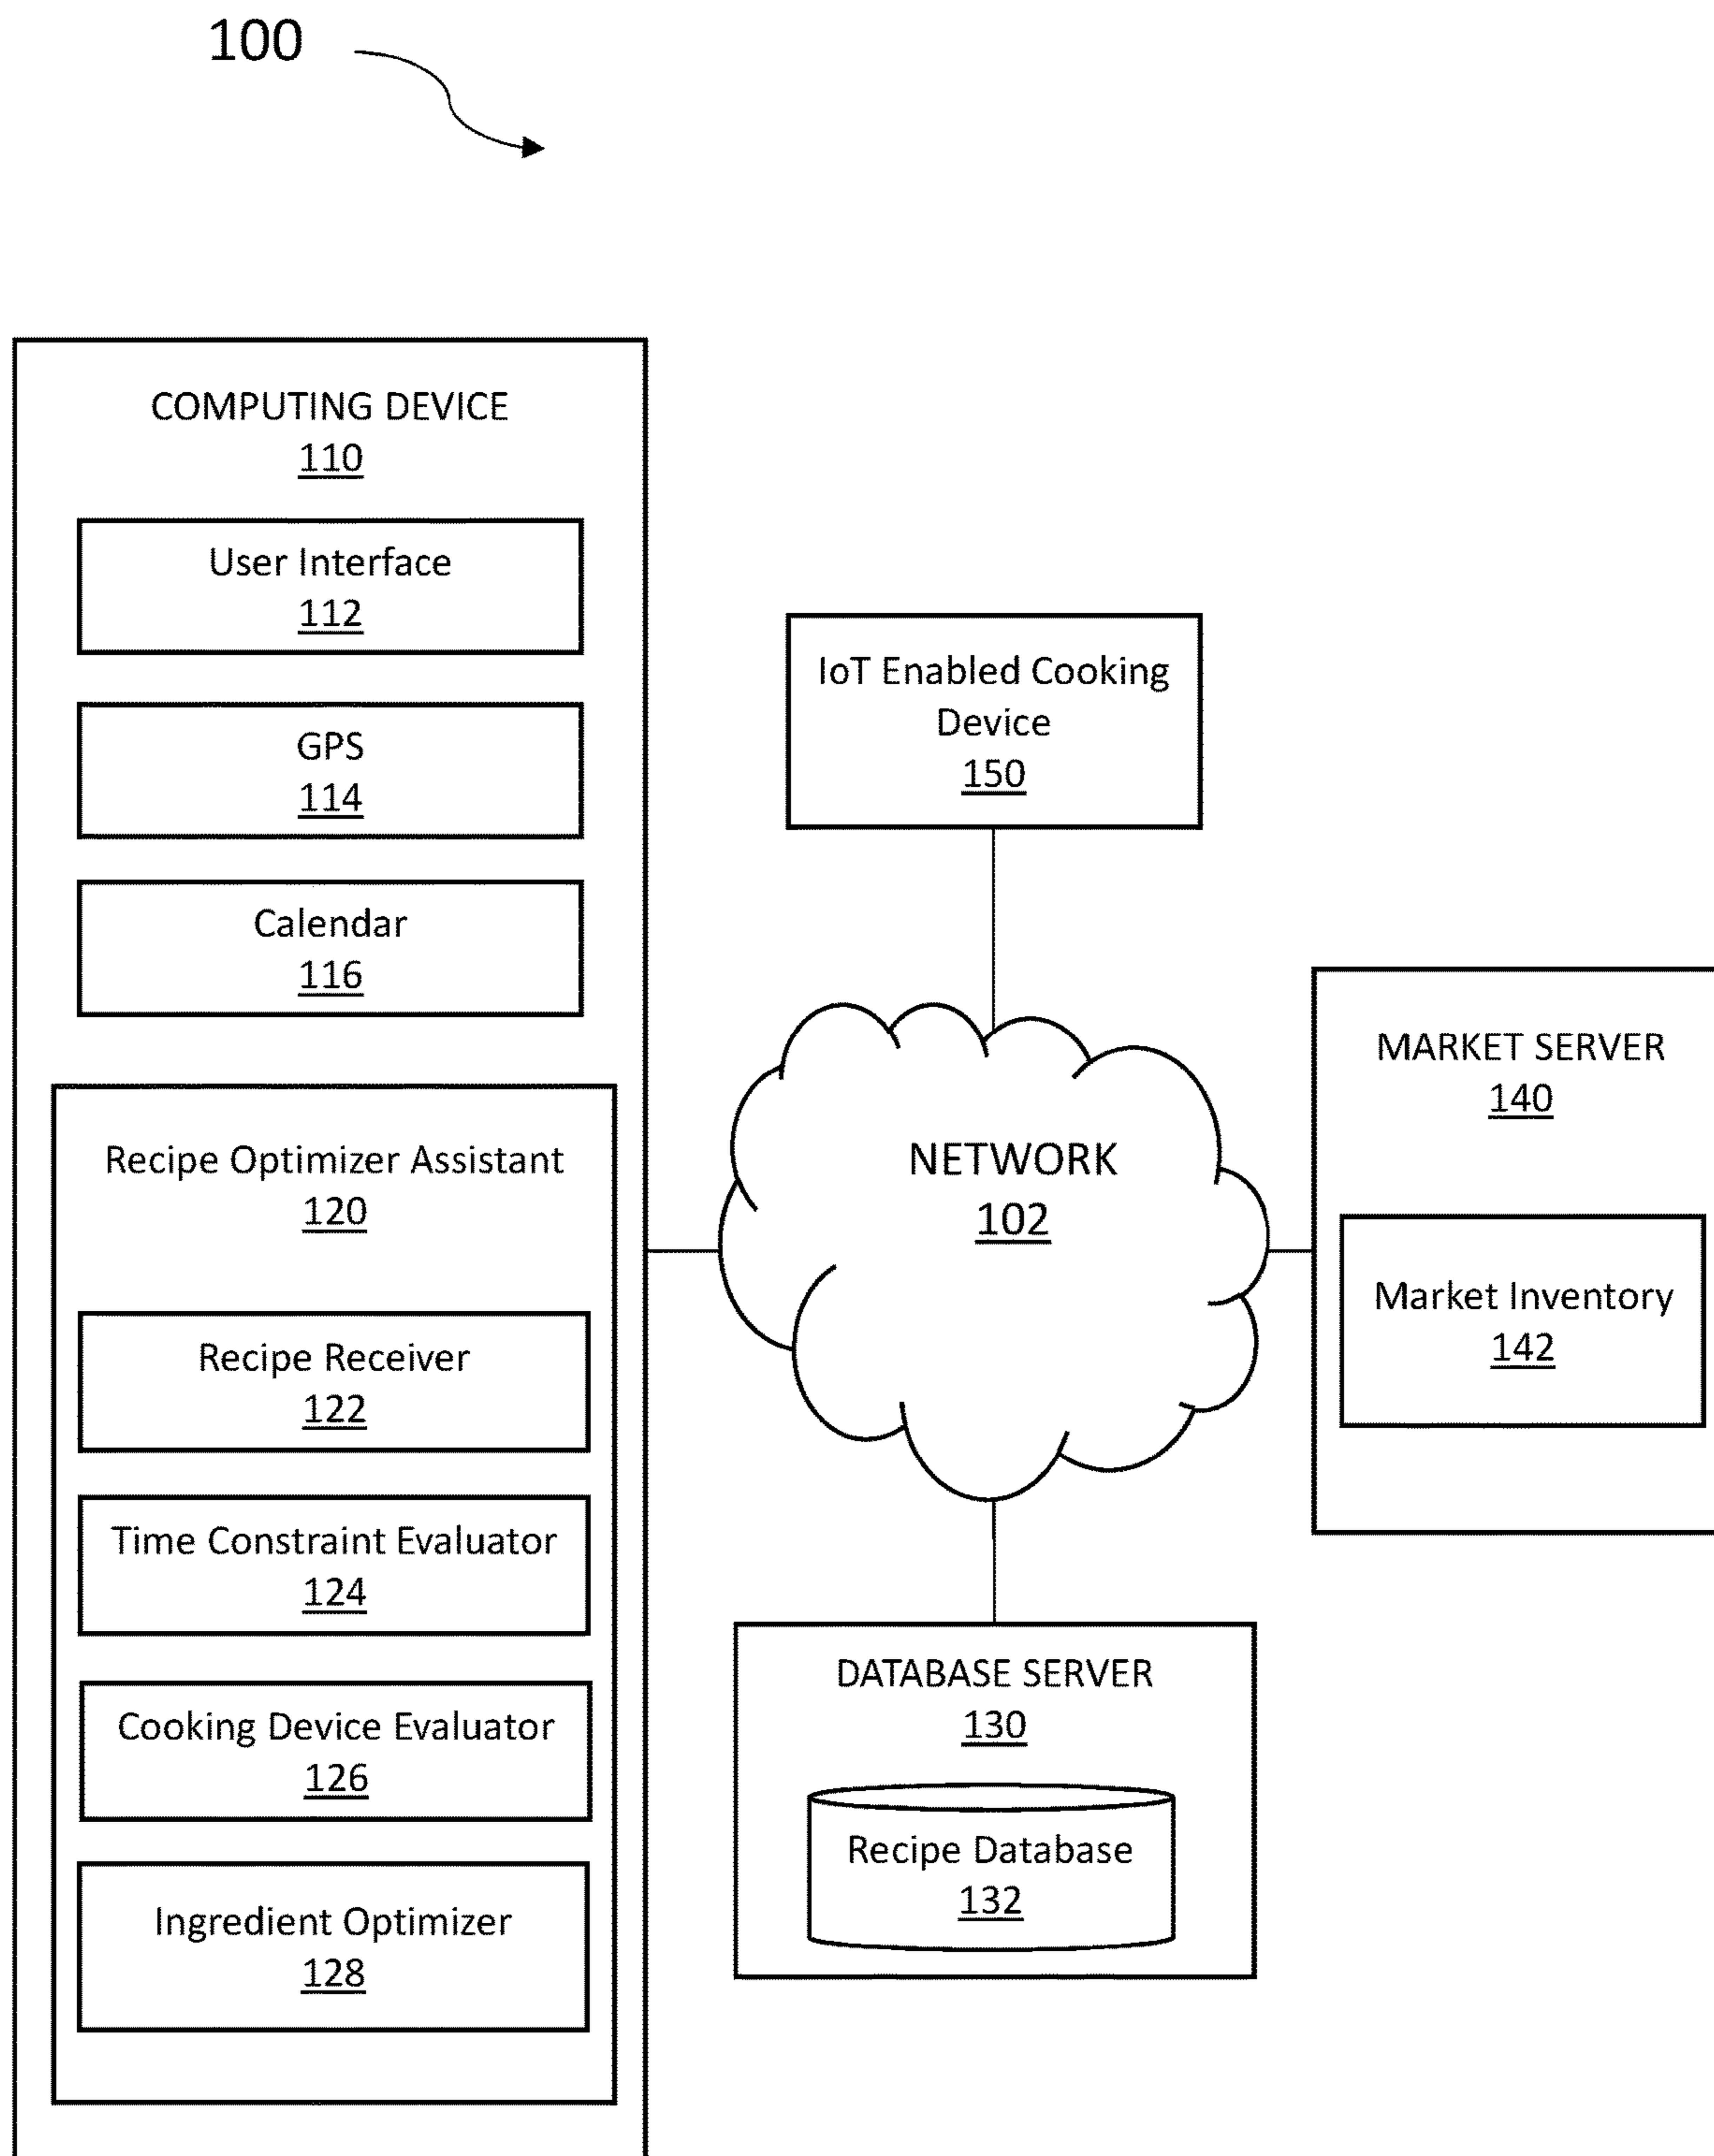 100
COMPUTING DEVICE
110
User Interface
112
GPS
114
Calendar
116
Recipe Optimizer Assistant
120
Recipe Receiver
122
Time Constraint Evaluator
124
Cooking Device Evaluator
126
Ingredient Optimizer
128
IoT Enabled Cooking
Device
150
NETWORK
102
MARKET SERVER
140
Market Inventory
142
DATABASE SERVER
130
Recipe Database
132